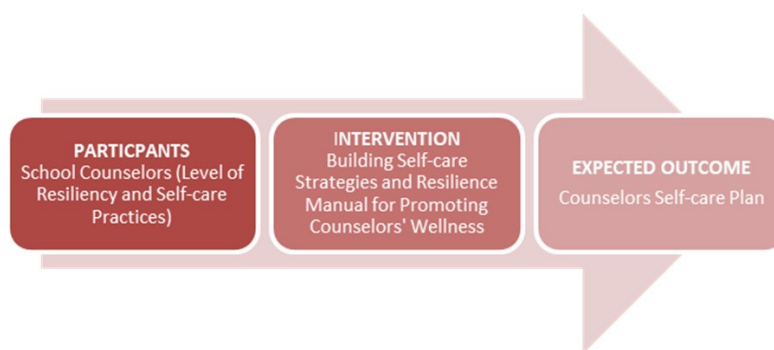 PARTICPANTS
School Counselors (Level of
Resiliency and Self-care
Practices)
INTERVENTION
Building Self-care
Strategies and Resilience
Manual for Promoting
Counselors' Wellness
EXPECTED OUTCOME
Counselors Self-care Plan